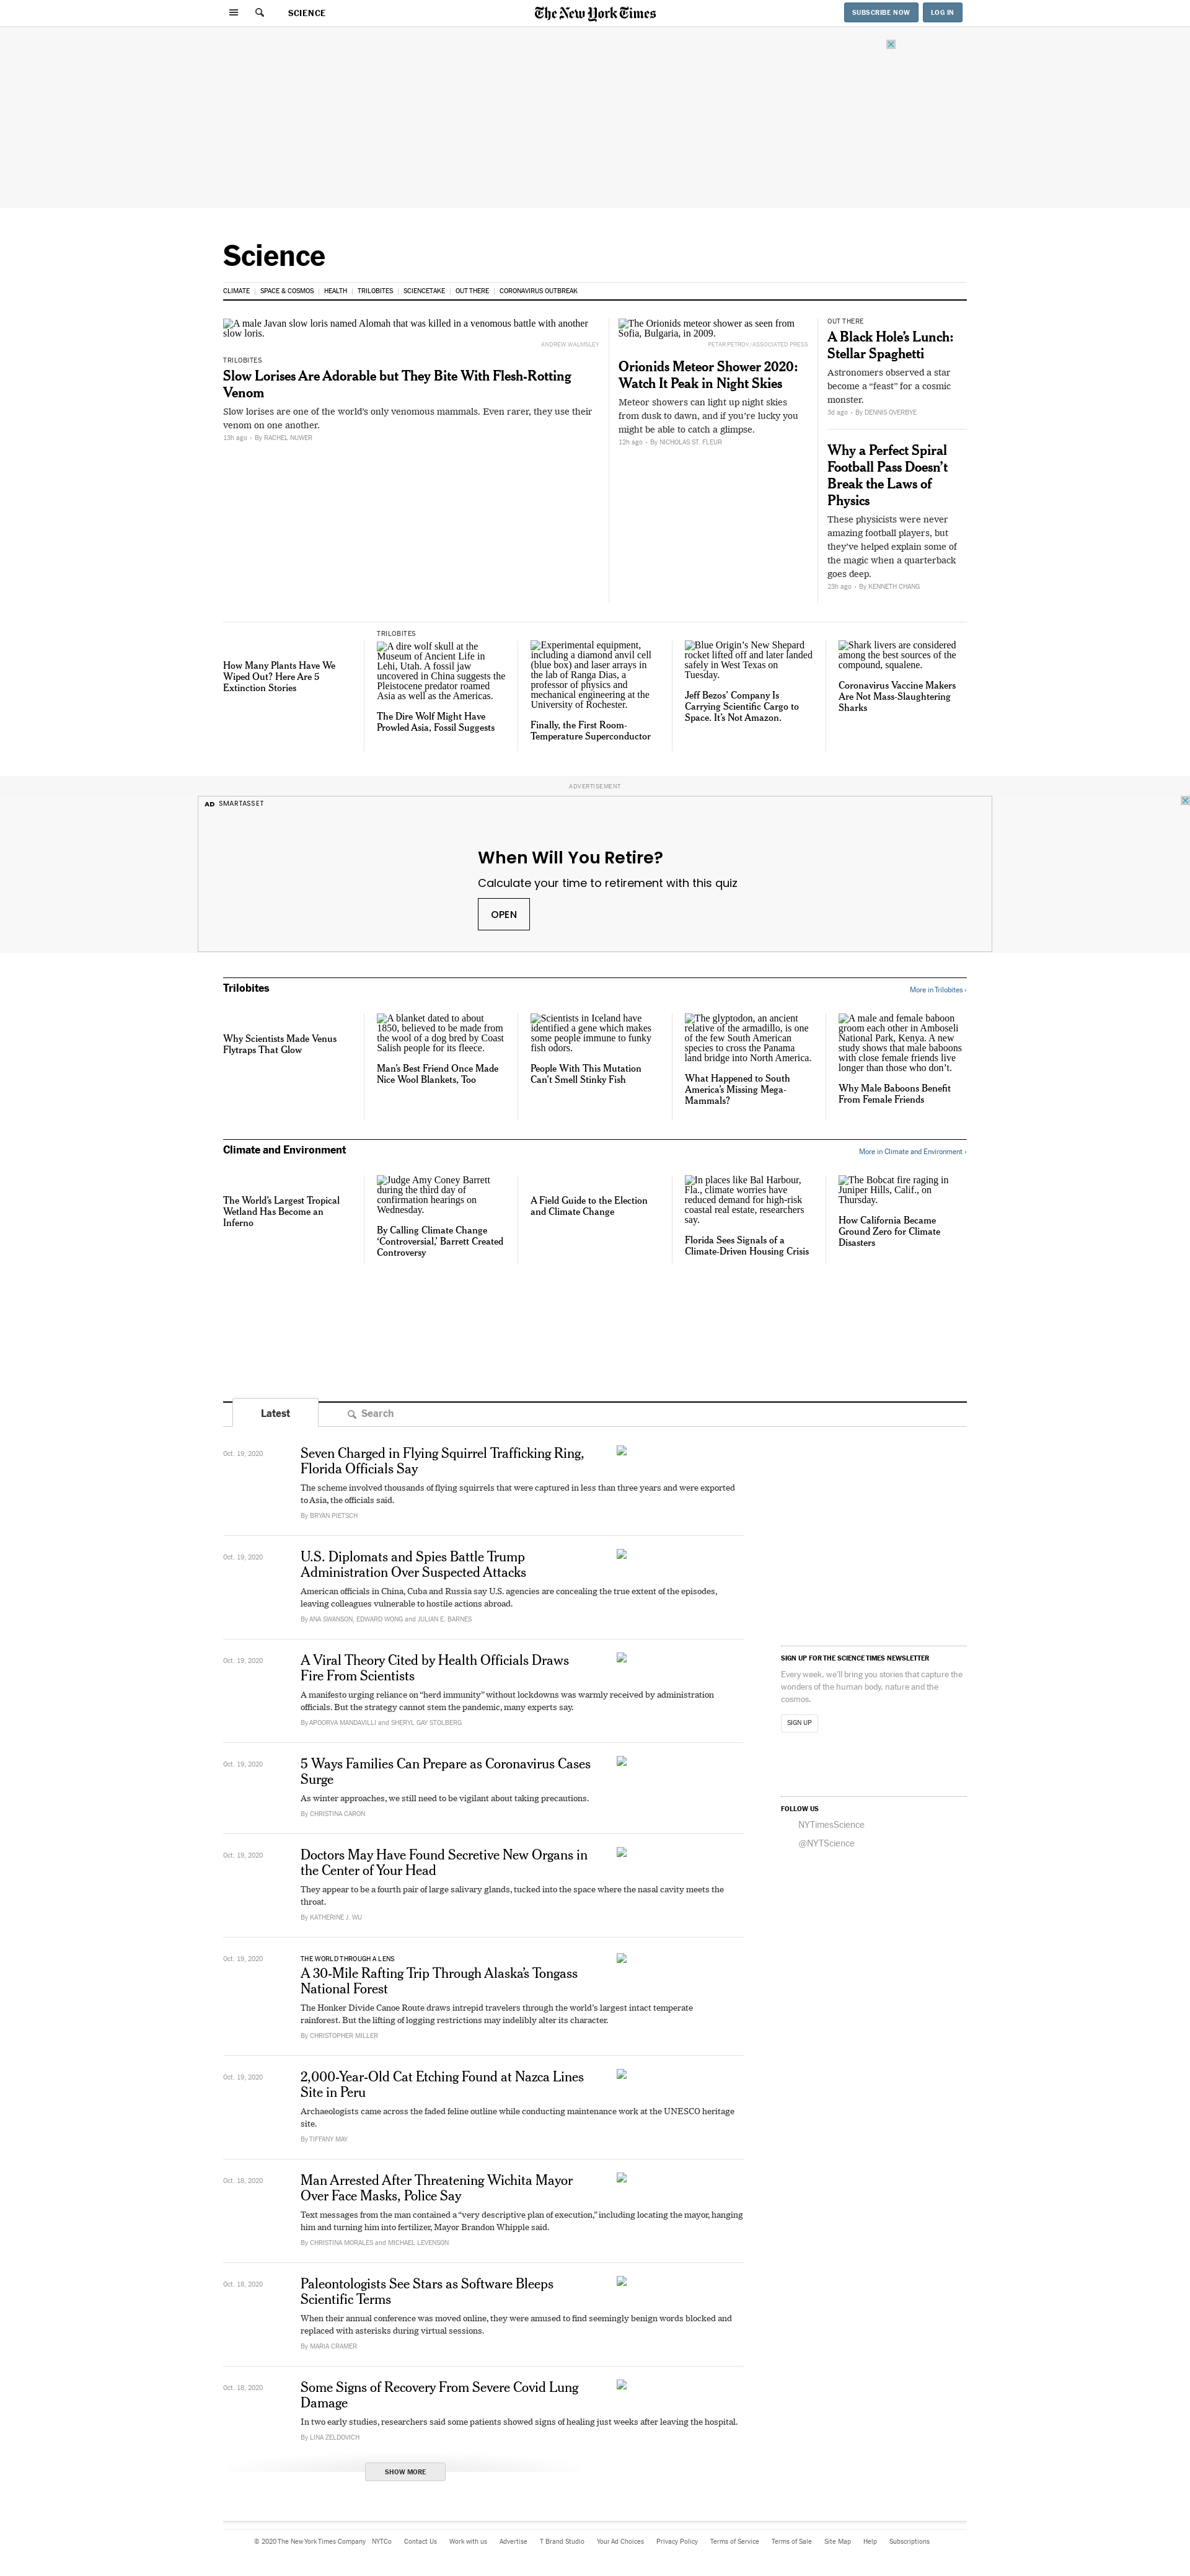 SCIENCE
The New York Times
SUBSCRIBE NOW
LOG IN
Science
CLIMATE
SPACE & COSMOS
HEALTH
TRILOBITES
SCIENCETAKE
OUT THERE
CORONAVIRUS OUTBREAK
A male Javan slow loris named Alomah that was killed in a venomous battle with another
slow loris.
ANDREW WALMSLEY
TRILOBITES
Slow Lorises Are Adorable but They Bite With Flesh-Rotting
Venom
Slow lorises are one of the world's only venomous mammals. Even rarer, they use their
venom on one another.
13h ago • By RACHEL NUWER
The Orionids meteor shower as seen from
Sofia, Bulgaria, in 2009.
PETAR PETROV/ASSOCIATED PRESS
Orionids Meteor Shower 2020:
Watch It Peak in Night Skies
Meteor showers can light up night skies
from dusk to dawn, and if you're lucky you
might be able to catch a glimpse.
12h ago • By NICHOLAS ST. FLEUR
OUT THERE
A Black Hole's Lunch:
Stellar Spaghetti
Astronomers observed a star
become a "feast" for a cosmic
monster.
3d ago • By DENNIS OVERBYE
Why a Perfect Spiral
Football Pass Doesn't
Break the Laws of
Physics
These physicists were never
amazing football players, but
they've helped explain some of
the magic when a quarterback
goes deep.
23h ago • By KENNETH CHANG
How Many Plants Have We
Wiped Out? Here Are 5
Extinction Stories
TRILOBITES
A dire wolf skull at the
Museum of Ancient Life in
Lehi, Utah. A fossil jaw
uncovered in China suggests the
Pleistocene predator roamed
Asia as well as the Americas.
The Dire Wolf Might Have
Prowled Asia, Fossil Suggests
Experimental equipment,
including a diamond anvil cell
(blue box) and laser arrays in
the lab of Ranga Dias, a
professor of physics and
mechanical engineering at the
University of Rochester.
Finally, the First Room-
Temperature Superconductor
Blue Origin's New Shepard
rocket lifted off and later landed
safely in West Texas on
Tuesday.
Jeff Bezos' Company Is
Carrying Scientific Cargo to
Space. It's Not Amazon.
Shark livers are considered
among the best sources of the
compound, squalene.
Coronavirus Vaccine Makers
Are Not Mass-Slaughtering
Sharks
ADVERTISEMENT
AD SMARTASSET
When Will You Retire?
Calculate your time to retirement with this quiz
OPEN
Trilobites
More in Trilobites ›
Why Scientists Made Venus
Flytraps That Glow
A blanket dated to about
1850, believed to be made from
the wool of a dog bred by Coast
Salish people for its fleece.
Man's Best Friend Once Made
Nice Wool Blankets, Too
Scientists in Iceland have
identified a gene which makes
some people immune to funky
fish odors.
People With This Mutation
Can't Smell Stinky Fish
The glyptodon, an ancient
relative of the armadillo, is one
of the few South American
species to cross the Panama
land bridge into North America.
What Happened to South
America's Missing Mega-
Mammals?
A male and female baboon
groom each other in Amboseli
National Park, Kenya. A new
study shows that male baboons
with close female friends live
longer than those who don't.
Why Male Baboons Benefit
From Female Friends
Climate and Environment
More in Climate and Environment ›
The World's Largest Tropical
Wetland Has Become an
Inferno
Judge Amy Coney Barrett
during the third day of
confirmation hearings on
Wednesday.
By Calling Climate Change
'Controversial,' Barrett Created
Controversy
A Field Guide to the Election
and Climate Change
In places like Bal Harbour,
Fla., climate worries have
reduced demand for high-risk
coastal real estate, researchers
say.
Florida Sees Signals of a
Climate-Driven Housing Crisis
The Bobcat fire raging in
Juniper Hills, Calif., on
Thursday.
How California Became
Ground Zero for Climate
Disasters
Latest
Search
Oct. 19, 2020
Seven Charged in Flying Squirrel Trafficking Ring,
Florida Officials Say
The scheme involved thousands of flying squirrels that were captured in less than three years and were exported
to Asia, the officials said.
By BRYAN PIETSCH
Oct. 19, 2020
U.S. Diplomats and Spies Battle Trump
Administration Over Suspected Attacks
American officials in China, Cuba and Russia say U.S. agencies are concealing the true extent of the episodes,
leaving colleagues vulnerable to hostile actions abroad.
By ANA SWANSON, EDWARD WONG and JULIAN E. BARNES
Oct. 19, 2020
A Viral Theory Cited by Health Officials Draws
Fire From Scientists
A manifesto urging reliance on "herd immunity" without lockdowns was warmly received by administration
officials. But the strategy cannot stem the pandemic, many experts say.
By APOORVA MANDAVILLI and SHERYL GAY STOLBERG
Oct. 19, 2020
5 Ways Families Can Prepare as Coronavirus Cases
Surge
As winter approaches, we still need to be vigilant about taking precautions.
By CHRISTINA CARON
Oct. 19, 2020
Doctors May Have Found Secretive New Organs in
the Center of Your Head
They appear to be a fourth pair of large salivary glands, tucked into the space where the nasal cavity meets the
throat.
By KATHERINE J. WU
Oct. 19, 2020
THE WORLD THROUGH A LENS
A 30-Mile Rafting Trip Through Alaska's Tongass
National Forest
The Honker Divide Canoe Route draws intrepid travelers through the world's largest intact temperate
rainforest. But the lifting of logging restrictions may indelibly alter its character.
By CHRISTOPHER MILLER
Oct. 19, 2020
2,000-Year-Old Cat Etching Found at Nazca Lines
Site in Peru
Archaeologists came across the faded feline outline while conducting maintenance work at the UNESCO heritage
site.
By TIFFANY MAY
Oct. 18, 2020
Man Arrested After Threatening Wichita Mayor
Over Face Masks, Police Say
Text messages from the man contained a "very descriptive plan of execution," including locating the mayor, hanging
him and turning him into fertilizer, Mayor Brandon Whipple said.
By CHRISTINA MORALES and MICHAEL LEVENSON
Oct. 18, 2020
Paleontologists See Stars as Software Bleeps
Scientific Terms
When their annual conference was moved online, they were amused to find seemingly benign words blocked and
replaced with asterisks during virtual sessions.
By MARIA CRAMER
Oct. 18, 2020
Some Signs of Recovery From Severe Covid Lung
Damage
In two early studies, researchers said some patients showed signs of healing just weeks after leaving the hospital.
By LINA ZELDOVICH
SHOW MORE
SIGN UP FOR THE SCIENCE TIMES NEWSLETTER
Every week, we'll bring you stories that capture the
wonders of the human body, nature and the
cosmos.
SIGN UP
FOLLOW US
NYTimesScience
@NYTScience
© 2020 The New York Times Company
NYTCo
Contact Us
Work with us
Advertise
T Brand Studio
Your Ad Choices
Privacy Policy
Terms of Service
Terms of Sale
Site Map
Help
Subscriptions